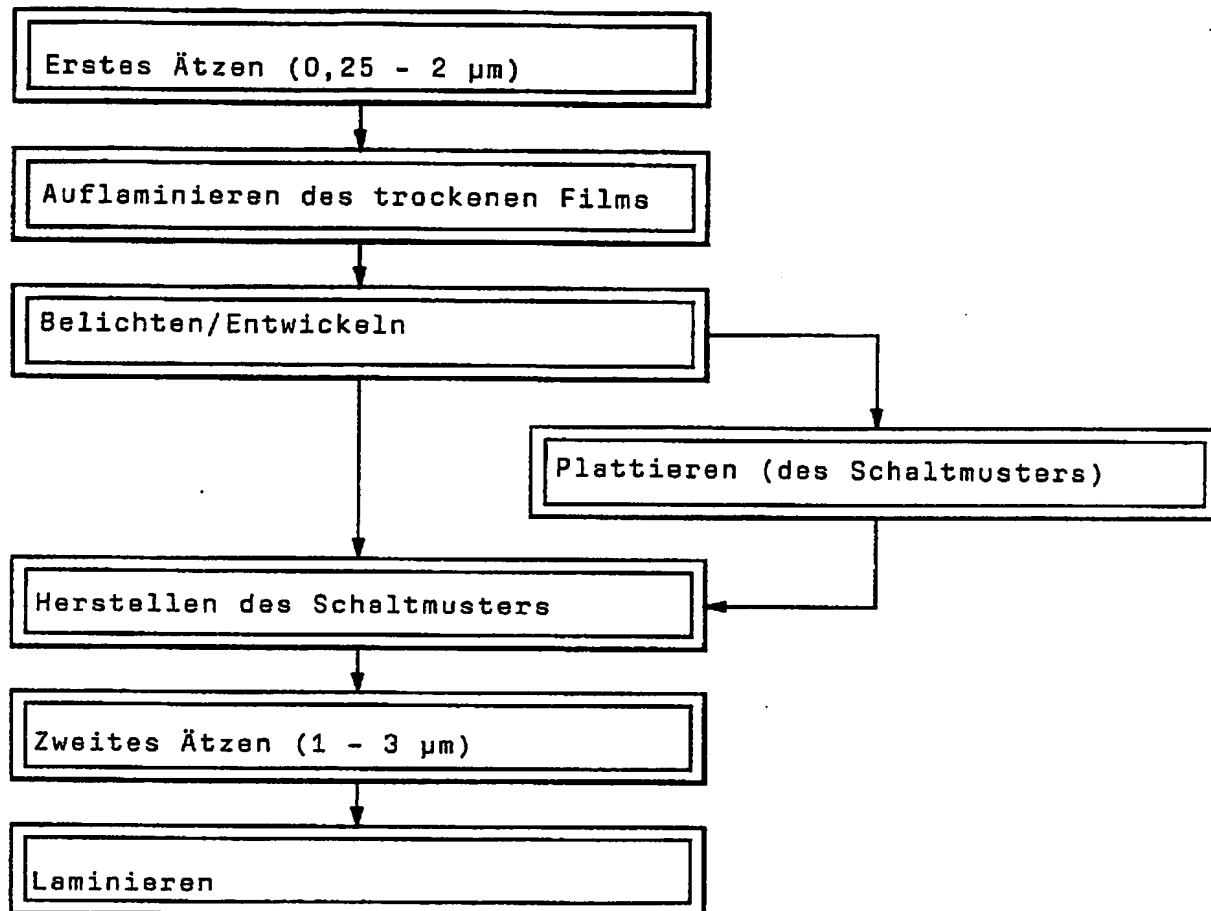 Erstes Ätzen (0,25 - 2 µm)
Auflaminieren des trockenen Films
Belichten/Entwickeln
Plattieren (des Schaltmusters)
Herstellen des Schaltmusters
Zweites Ätzen (1 - 3 µm)
Laminieren